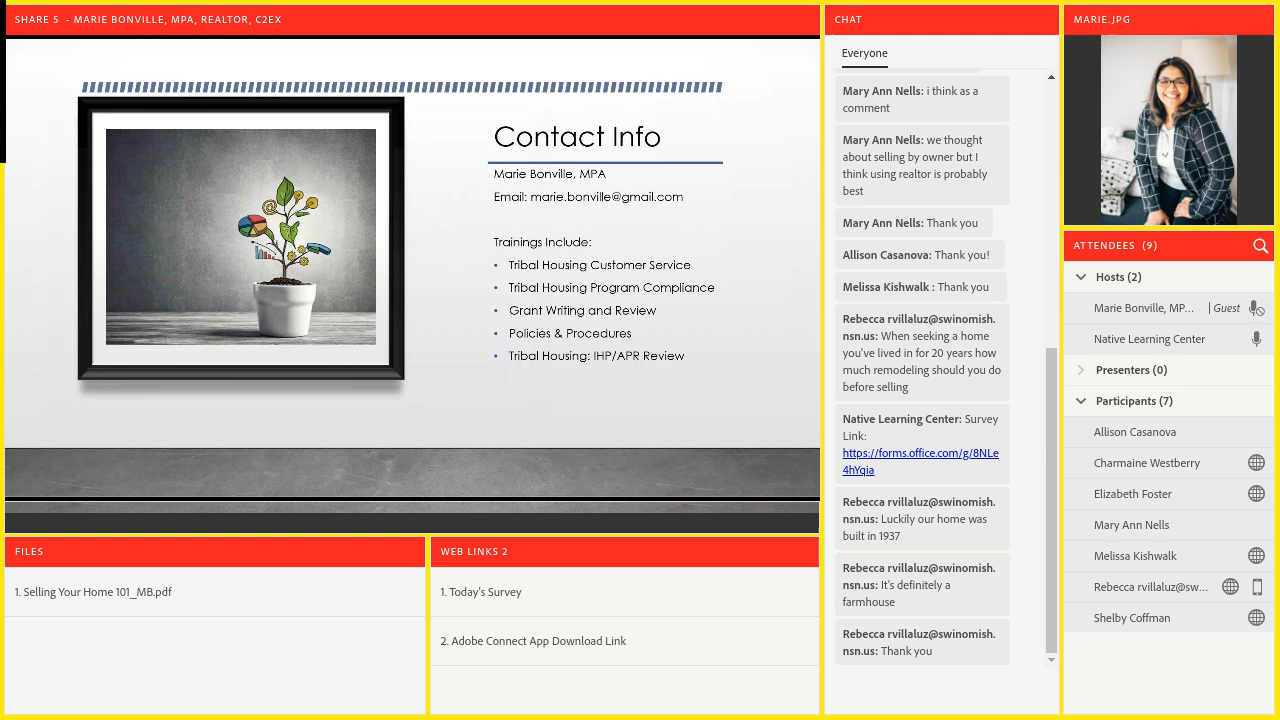 SHARE 5 - MARIE BONVILLE, MPA, REALTOR, C2EX
Contact Info
Marie Bonville, MPA
Email: marie.bonville@gmail.com
Trainings Include:
• Tribal Housing Customer Service
• Tribal Housing Program Compliance
• Grant Writing and Review
• Policies & Procedures
• Tribal Housing: IHP/APR Review
FILES
1. Selling Your Home 101_MB.pdf
WEB LINKS 2
1. Today's Survey
2. Adobe Connect App Download Link
CHAT
Everyone
Mary Ann Nells: i think as a
comment
Mary Ann Nells: we thought
about selling by owner but I
think using realtor is probably
best
Mary Ann Nells: Thank you
Allison Casanova: Thank you!
Melissa Kishwalk : Thank you
Rebecca rvillaluz@swinomish.
nsn.us: When seeking a home
you've lived in for 20 years how
much remodeling should you do
before selling
Native Learning Center: Survey
Link:
https://forms.office.com/g/8NLe
4hYqia
Rebecca rvillaluz@swinomish.
nsn.us: Luckily our home was
built in 1937
Rebecca rvillaluz@swinomish.
nsn.us: It's definitely a
farmhouse
Rebecca rvillaluz@swinomish.
nsn.us: Thank you
MARIE.JPG
ATTENDEES (9)
Hosts (2)
Marie Bonville, MP... | Guest
Native Learning Center
Presenters (0)
Participants (7)
Allison Casanova
Charmaine Westberry
Elizabeth Foster
Mary Ann Nells
Melissa Kishwalk
Rebecca rvillaluz@sw...
Shelby Coffman